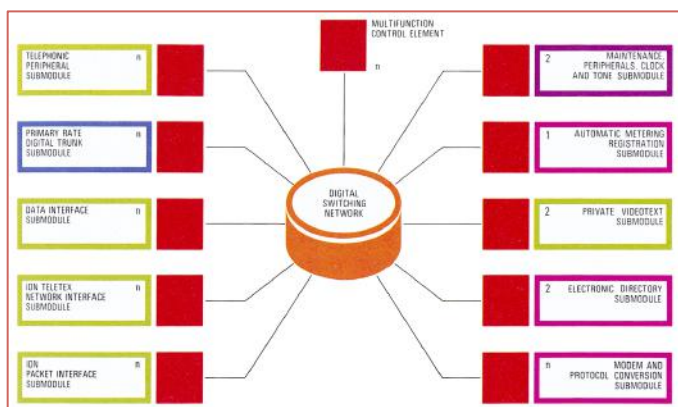 MULTIFUNCTION
CONTROL ELEMENT
n
TELEPHONIC n
PERIPHERAL
SUBMODULE
2 MAINTENANCE,
PERIPHERALS, CLOCK
AND TONE SUBMODULE
PRIMARY RATE n
DIGITAL TRUNK
SUBMODULE
1 AUTOMATIC METERING
REGISTRATION
SUBMODULE
DIGITAL
SWITCHING
NETWORK
DATA INTERFACE n
SUBMODULE
2 PRIVATE VIDEOTEXT
SUBMODULE
ION TELETEX n
NETWORK INTERFACE
SUBMODULE
2 ELECTRONIC DIRECTORY
SUBMODULE
ION n
PACKET INTERFACE
SUBMODULE
n MODEM AND
PROTOCOL CONVERSION
SUBMODULE